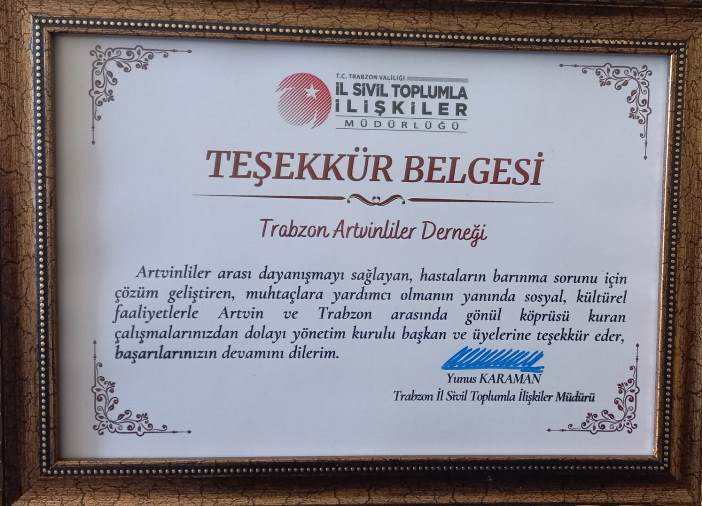 T.C. TRABZON VALİLİĞİ
İL SİVİL TOPLUMLA
İLİŞKİLER
MÜDÜRLÜĞÜ
TEŞEKKÜR BELGESİ
Trabzon Artvinliler Derneği
Artvinliler arası dayanışmayı sağlayan, hastaların barınma sorunu için
çözüm geliştiren, muhtaçlara yardımcı olmanın yanında sosyal, kültürel
faaliyetlerle Artvin ve Trabzon arasında gönül köprüsü kuran
çalışmalarınızdan dolayı yönetim kurulu başkan ve üyelerine teşekkür eder,
başarılarınızın devamını dilerim.
Yunus KARAMAN
Trabzon İl Sivil Toplumla İlişkiler Müdürü